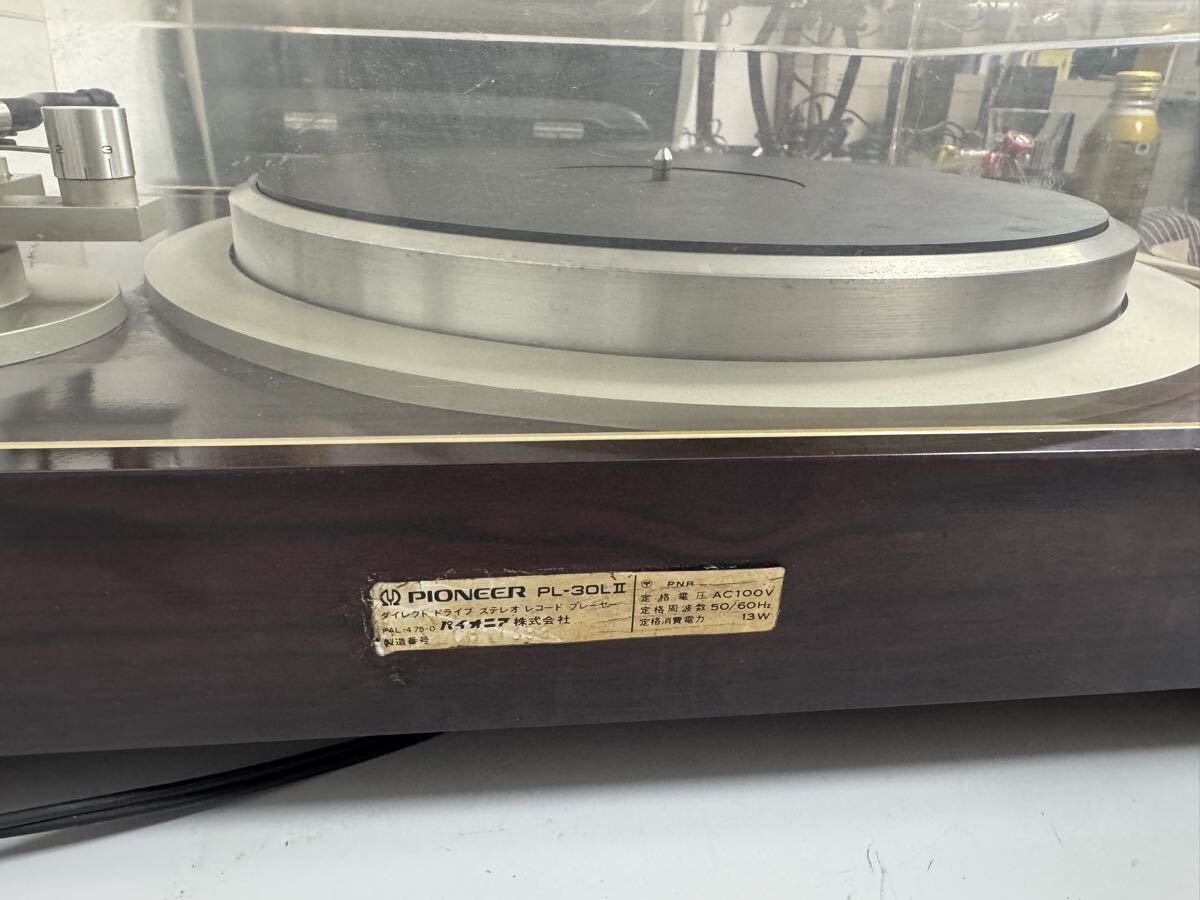 2 3
PIONEER PL-30LⅡ
ダイレクト ドライブ ステレオ レコード プレーヤー
PAL-475-0 パイオニア株式会社
製造番号
〒 P.N.R
定格電圧 AC100V
定格周波数 50/60Hz
定格消費電力 13W